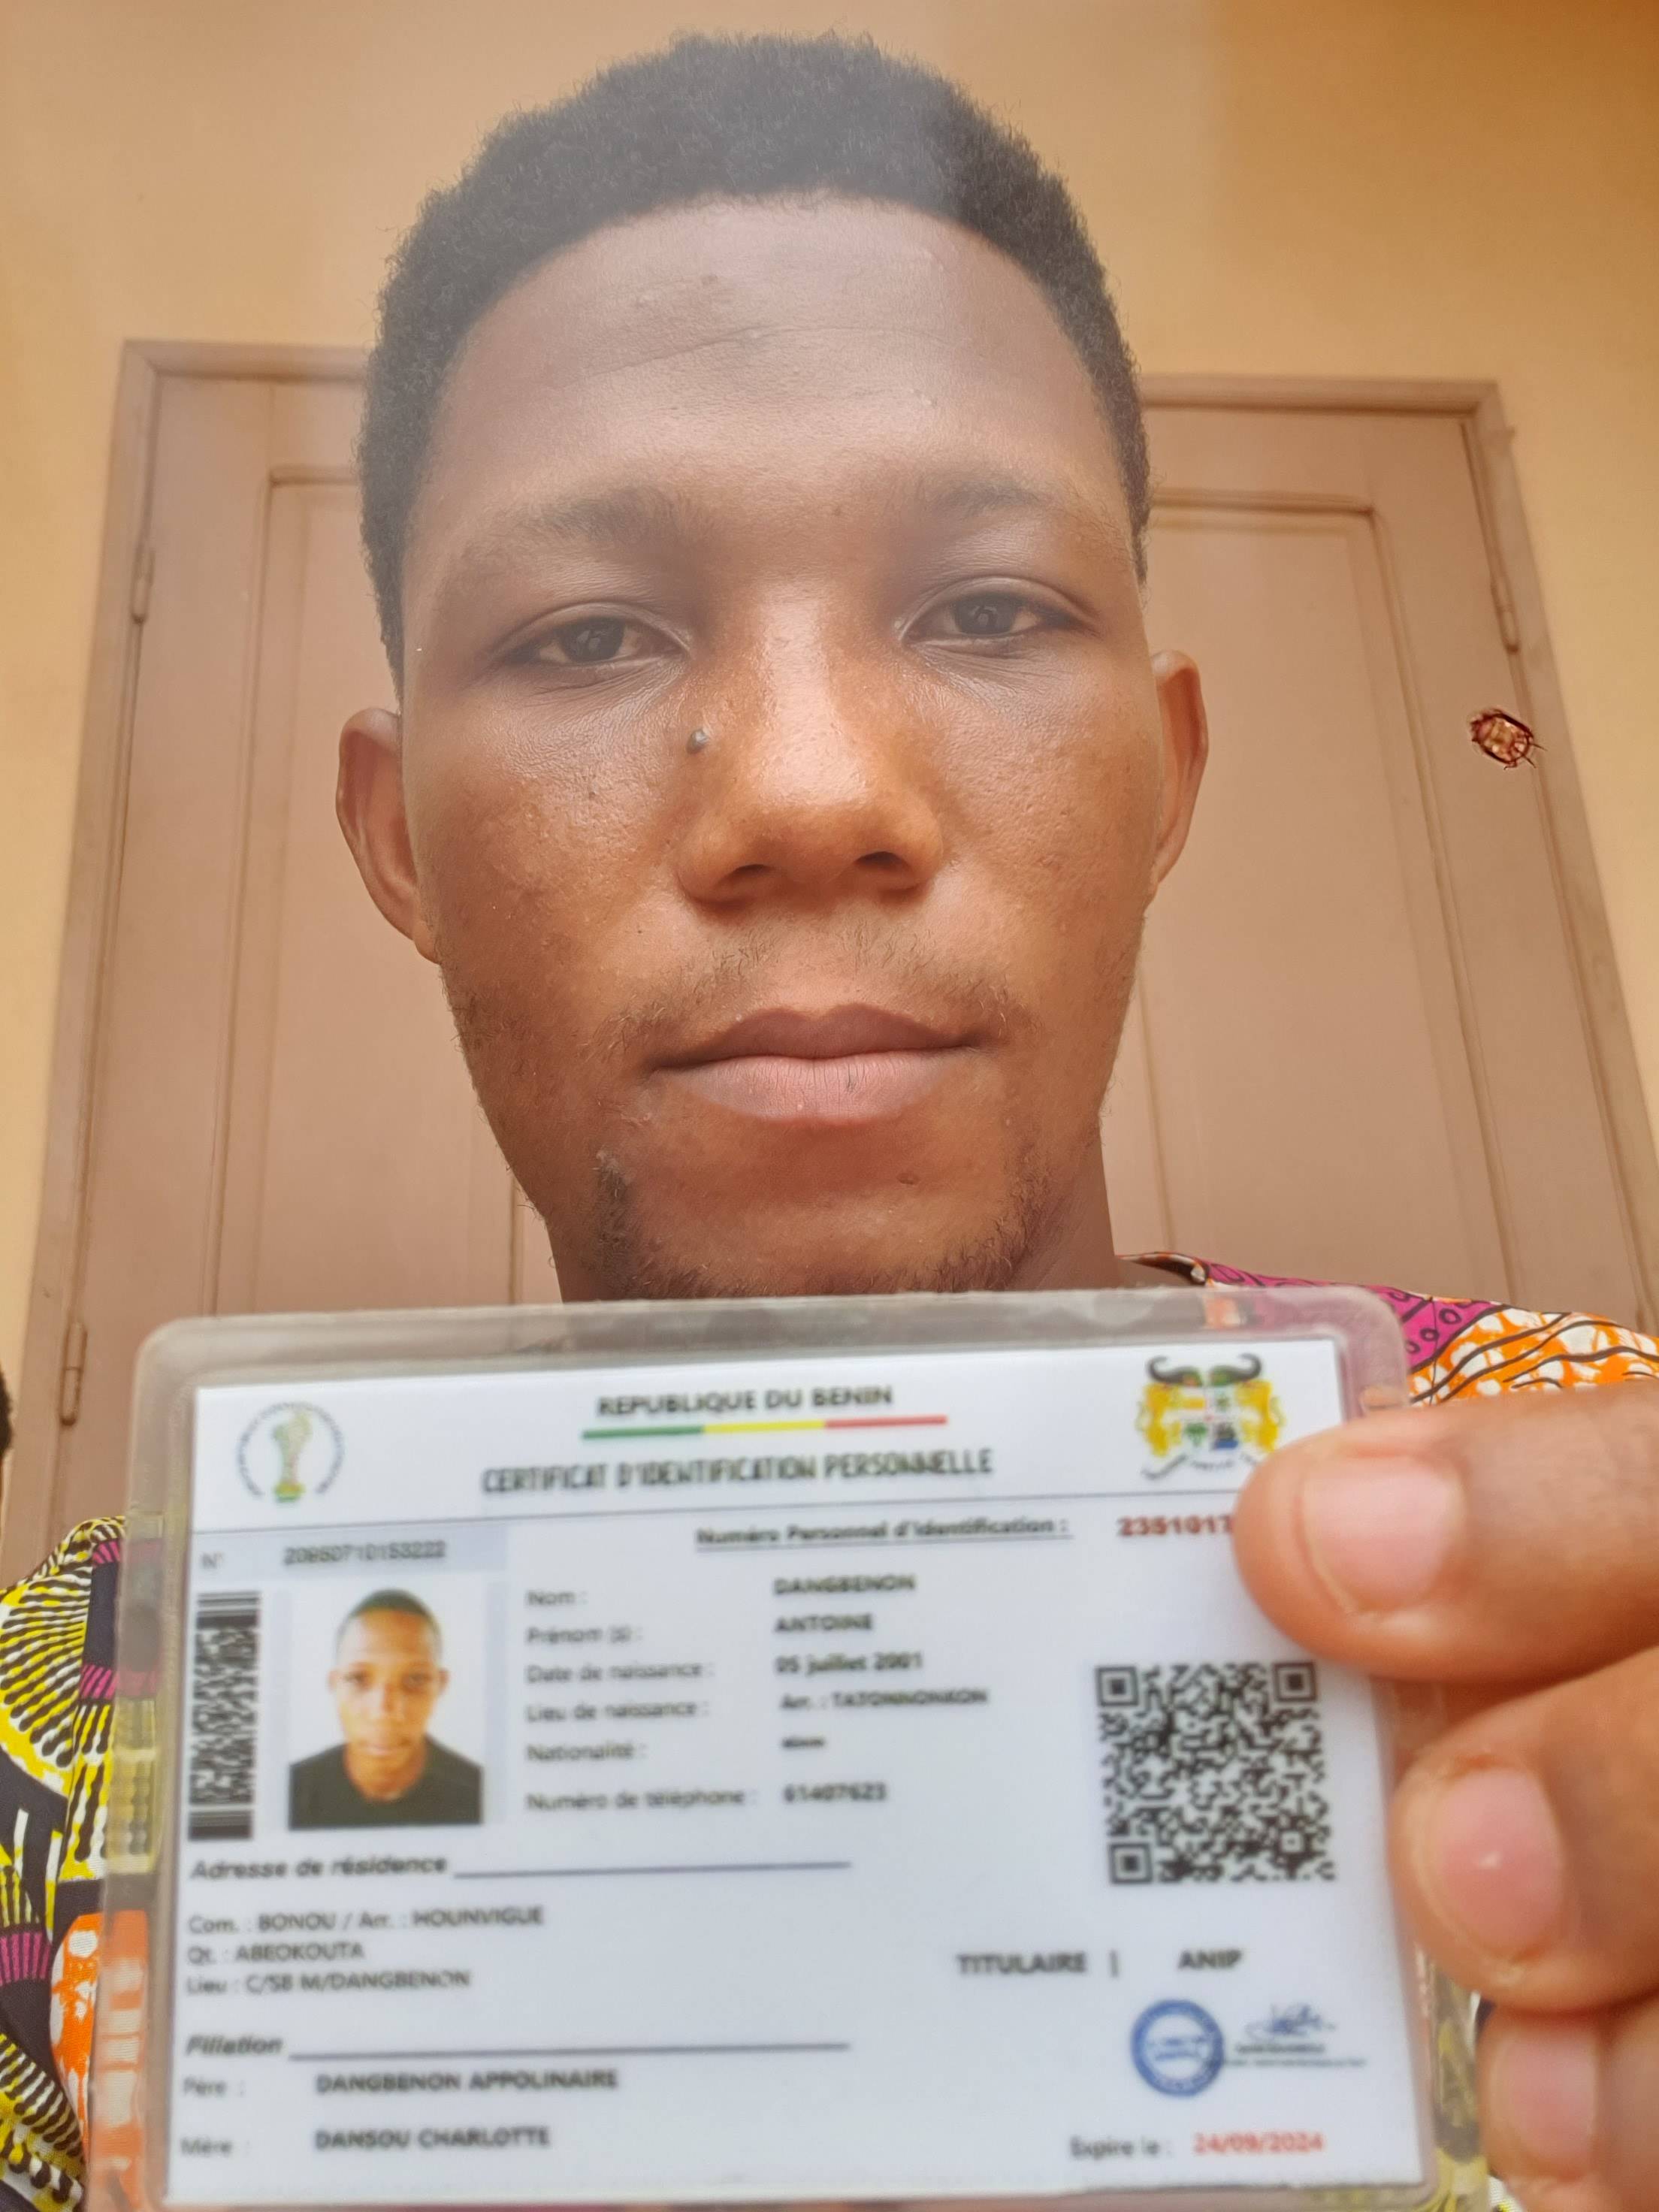 REPUBLIQUE DU BENIN
CERTIFICAT D'IDENTIFICATION PERSONNELLE
Numéro Personnel d'identification : 2351017
N° 20950710153222
Nom : DANGBENON
Prénom (s) : ANTOINE
Date de naissance : 05 juillet 2001
Lieu de naissance : Arr. : TATONNONKON
Nationalité :
Numéro de téléphone : 61407623
Adresse de résidence
Com. : BONOU / Arr. : HOUNVIGUE
Qt. : ABEOKOUTA
Lieu : C/SB M/DANGBENON
TITULAIRE | ANIP
Filiation
Père : DANGBENON APPOLINAIRE
Mère : DANSOU CHARLOTTE
Expire le : 24/09/2024